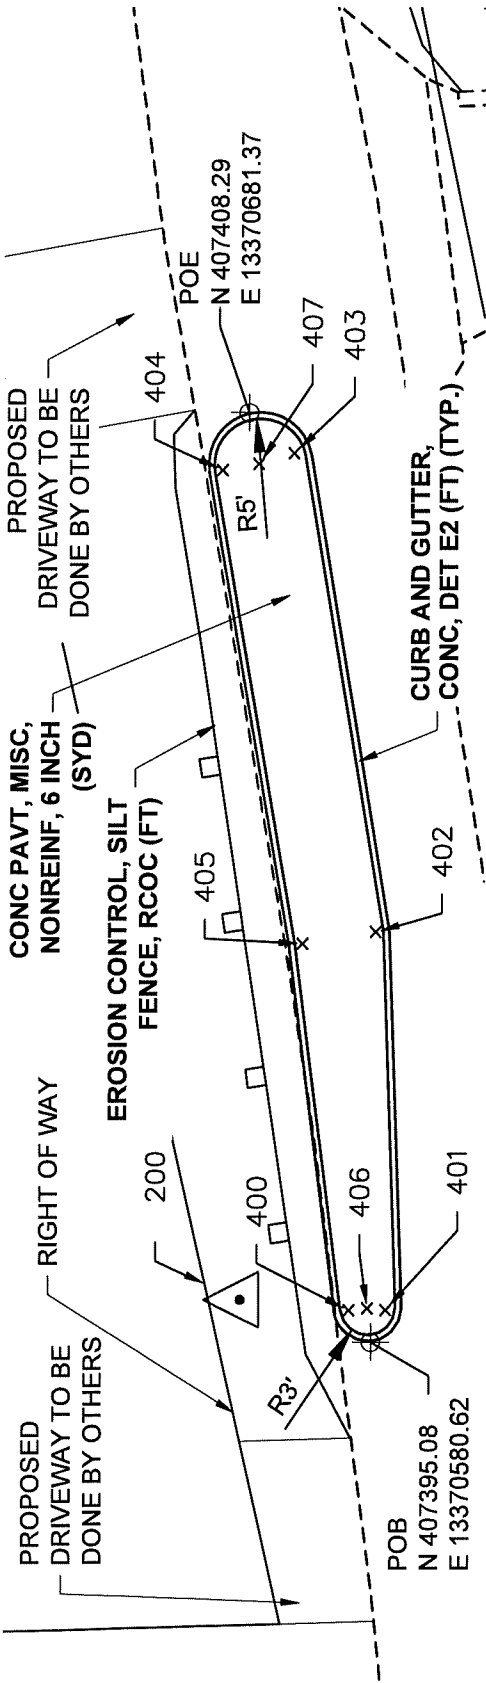 PROPOSED
DRIVEWAY TO BE
DONE BY OTHERS
RIGHT OF WAY
CONC PAVT, MISC,
NONREINF, 6 INCH
(SYD)
PROPOSED
DRIVEWAY TO BE
DONE BY OTHERS
EROSION CONTROL, SILT
FENCE, RCOC (FT)
200
400
405
404
POE
N 407408.29
E 13370681.37
R3'
R5'
406
401
402
407
403
POB
N 407395.08
E 13370580.62
CURB AND GUTTER,
CONC, DET E2 (FT) (TYP.)